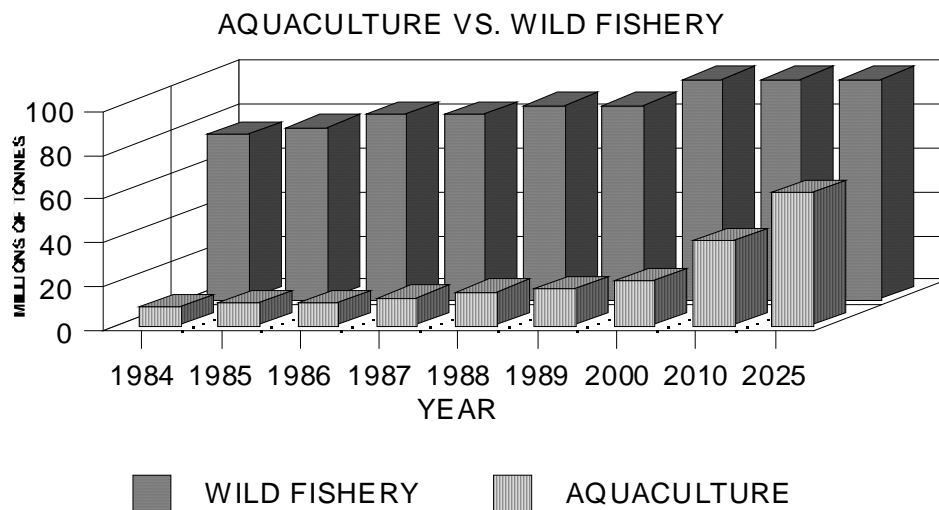 AQUACULTURE VS. WILD FISHERY
MILLIONS OF TONNES
100
80
60
40
20
0
1984 1985 1986 1987 1988 1989 2000 2010 2025
YEAR
WILD FISHERY AQUACULTURE